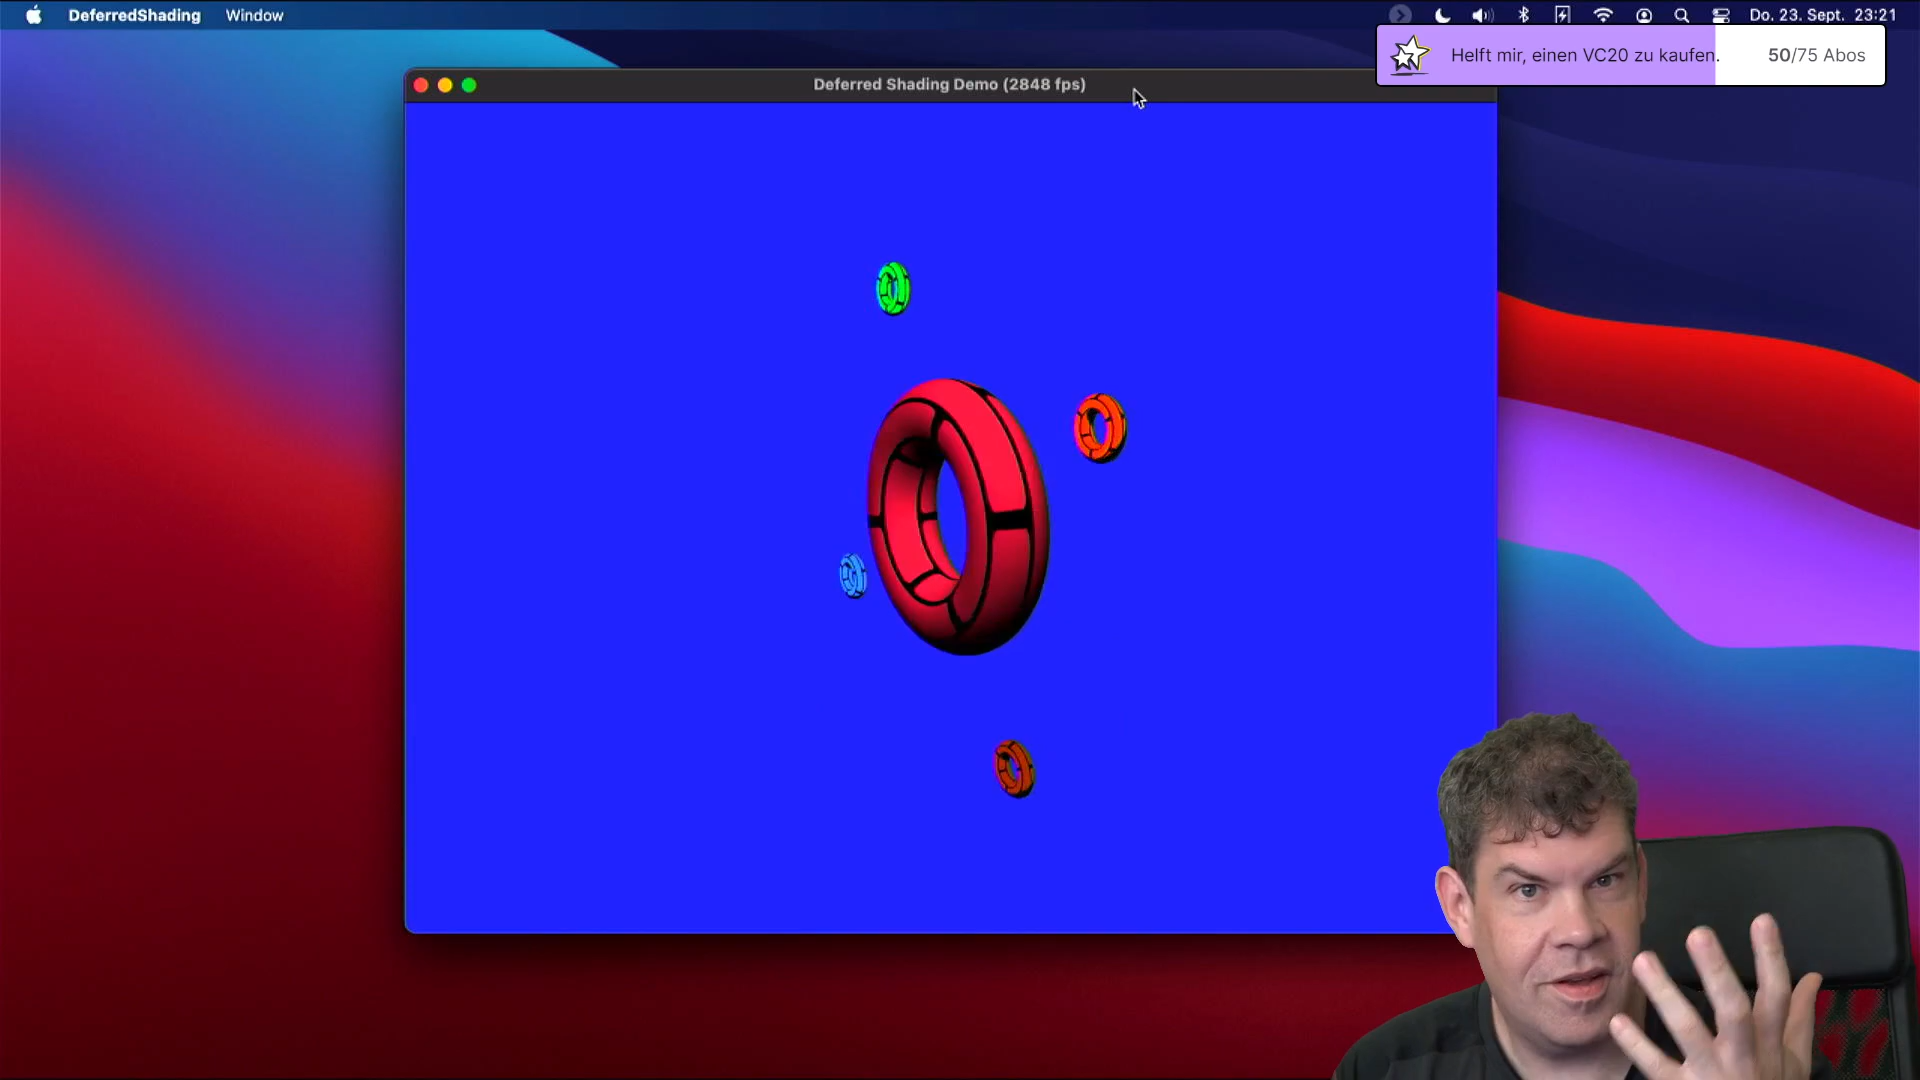 DeferredShading Window Do. 23. Sept. 23:21
Helft mir, einen VC20 zu kaufen. 50/75 Abos
Deferred Shading Demo (2848 fps)